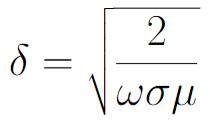 δ = √(2 / ωσμ)